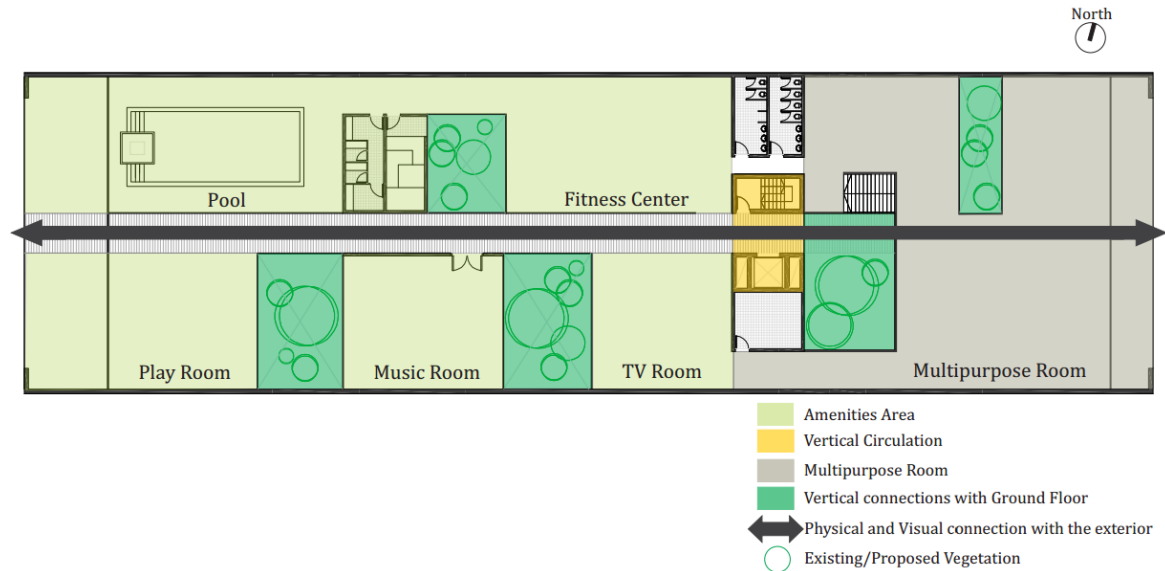 North
Pool
Fitness Center
Play Room
Music Room
TV Room
Multipurpose Room
Amenities Area
Vertical Circulation
Multipurpose Room
Vertical connections with Ground Floor
Physical and Visual connection with the exterior
Existing/Proposed Vegetation